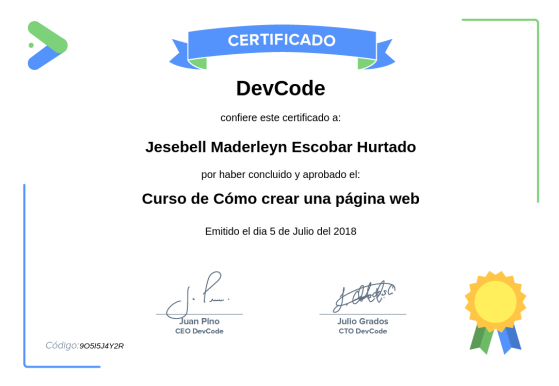 CERTIFICADO
DevCode
confiere este certificado a:
Jesebell Maderleyn Escobar Hurtado
por haber concluido y aprobado el:
Curso de Cómo crear una página web
Emitido el dia 5 de Julio del 2018
Juan Pino
CEO DevCode
Julio Grados
CTO DevCode
Código: 9O5I5J4Y2R